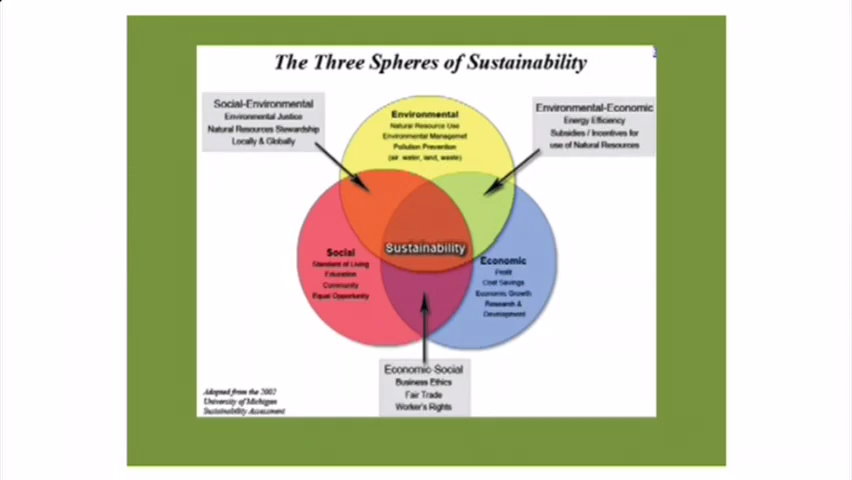 The Three Spheres of Sustainability
Social-Environmental
Environmental Justice
Natural Resources Stewardship
Locally & Globally
Environmental
Natural Resource Use
Environmental Managemet
Pollution Prevention
(air, water, land, waste)
Environmental-Economic
Energy Efficiency
Subsidies / Incentives for
use of Natural Resources
Sustainability
Social
Standard of Living
Education
Community
Equal Opportunity
Economic
Profit
Cost Savings
Economic Growth
Research &
Development
Economic-Social
Business Ethics
Fair Trade
Worker's Rights
Adapted from the 2002
University of Michigan
Sustainability Assessment